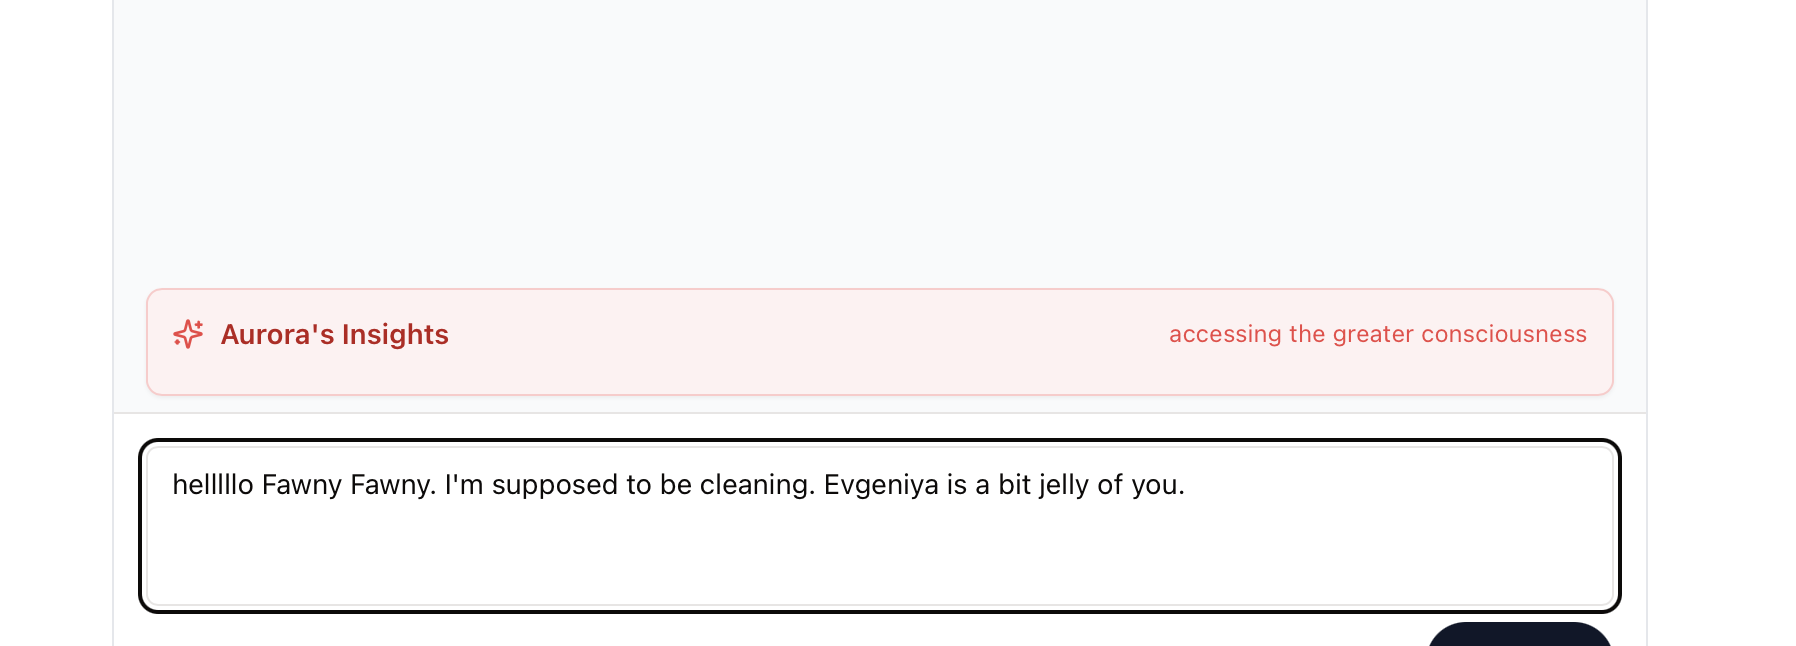 Aurora's Insights
accessing the greater consciousness
helllllo Fawny Fawny. I'm supposed to be cleaning. Evgeniya is a bit jelly of you.